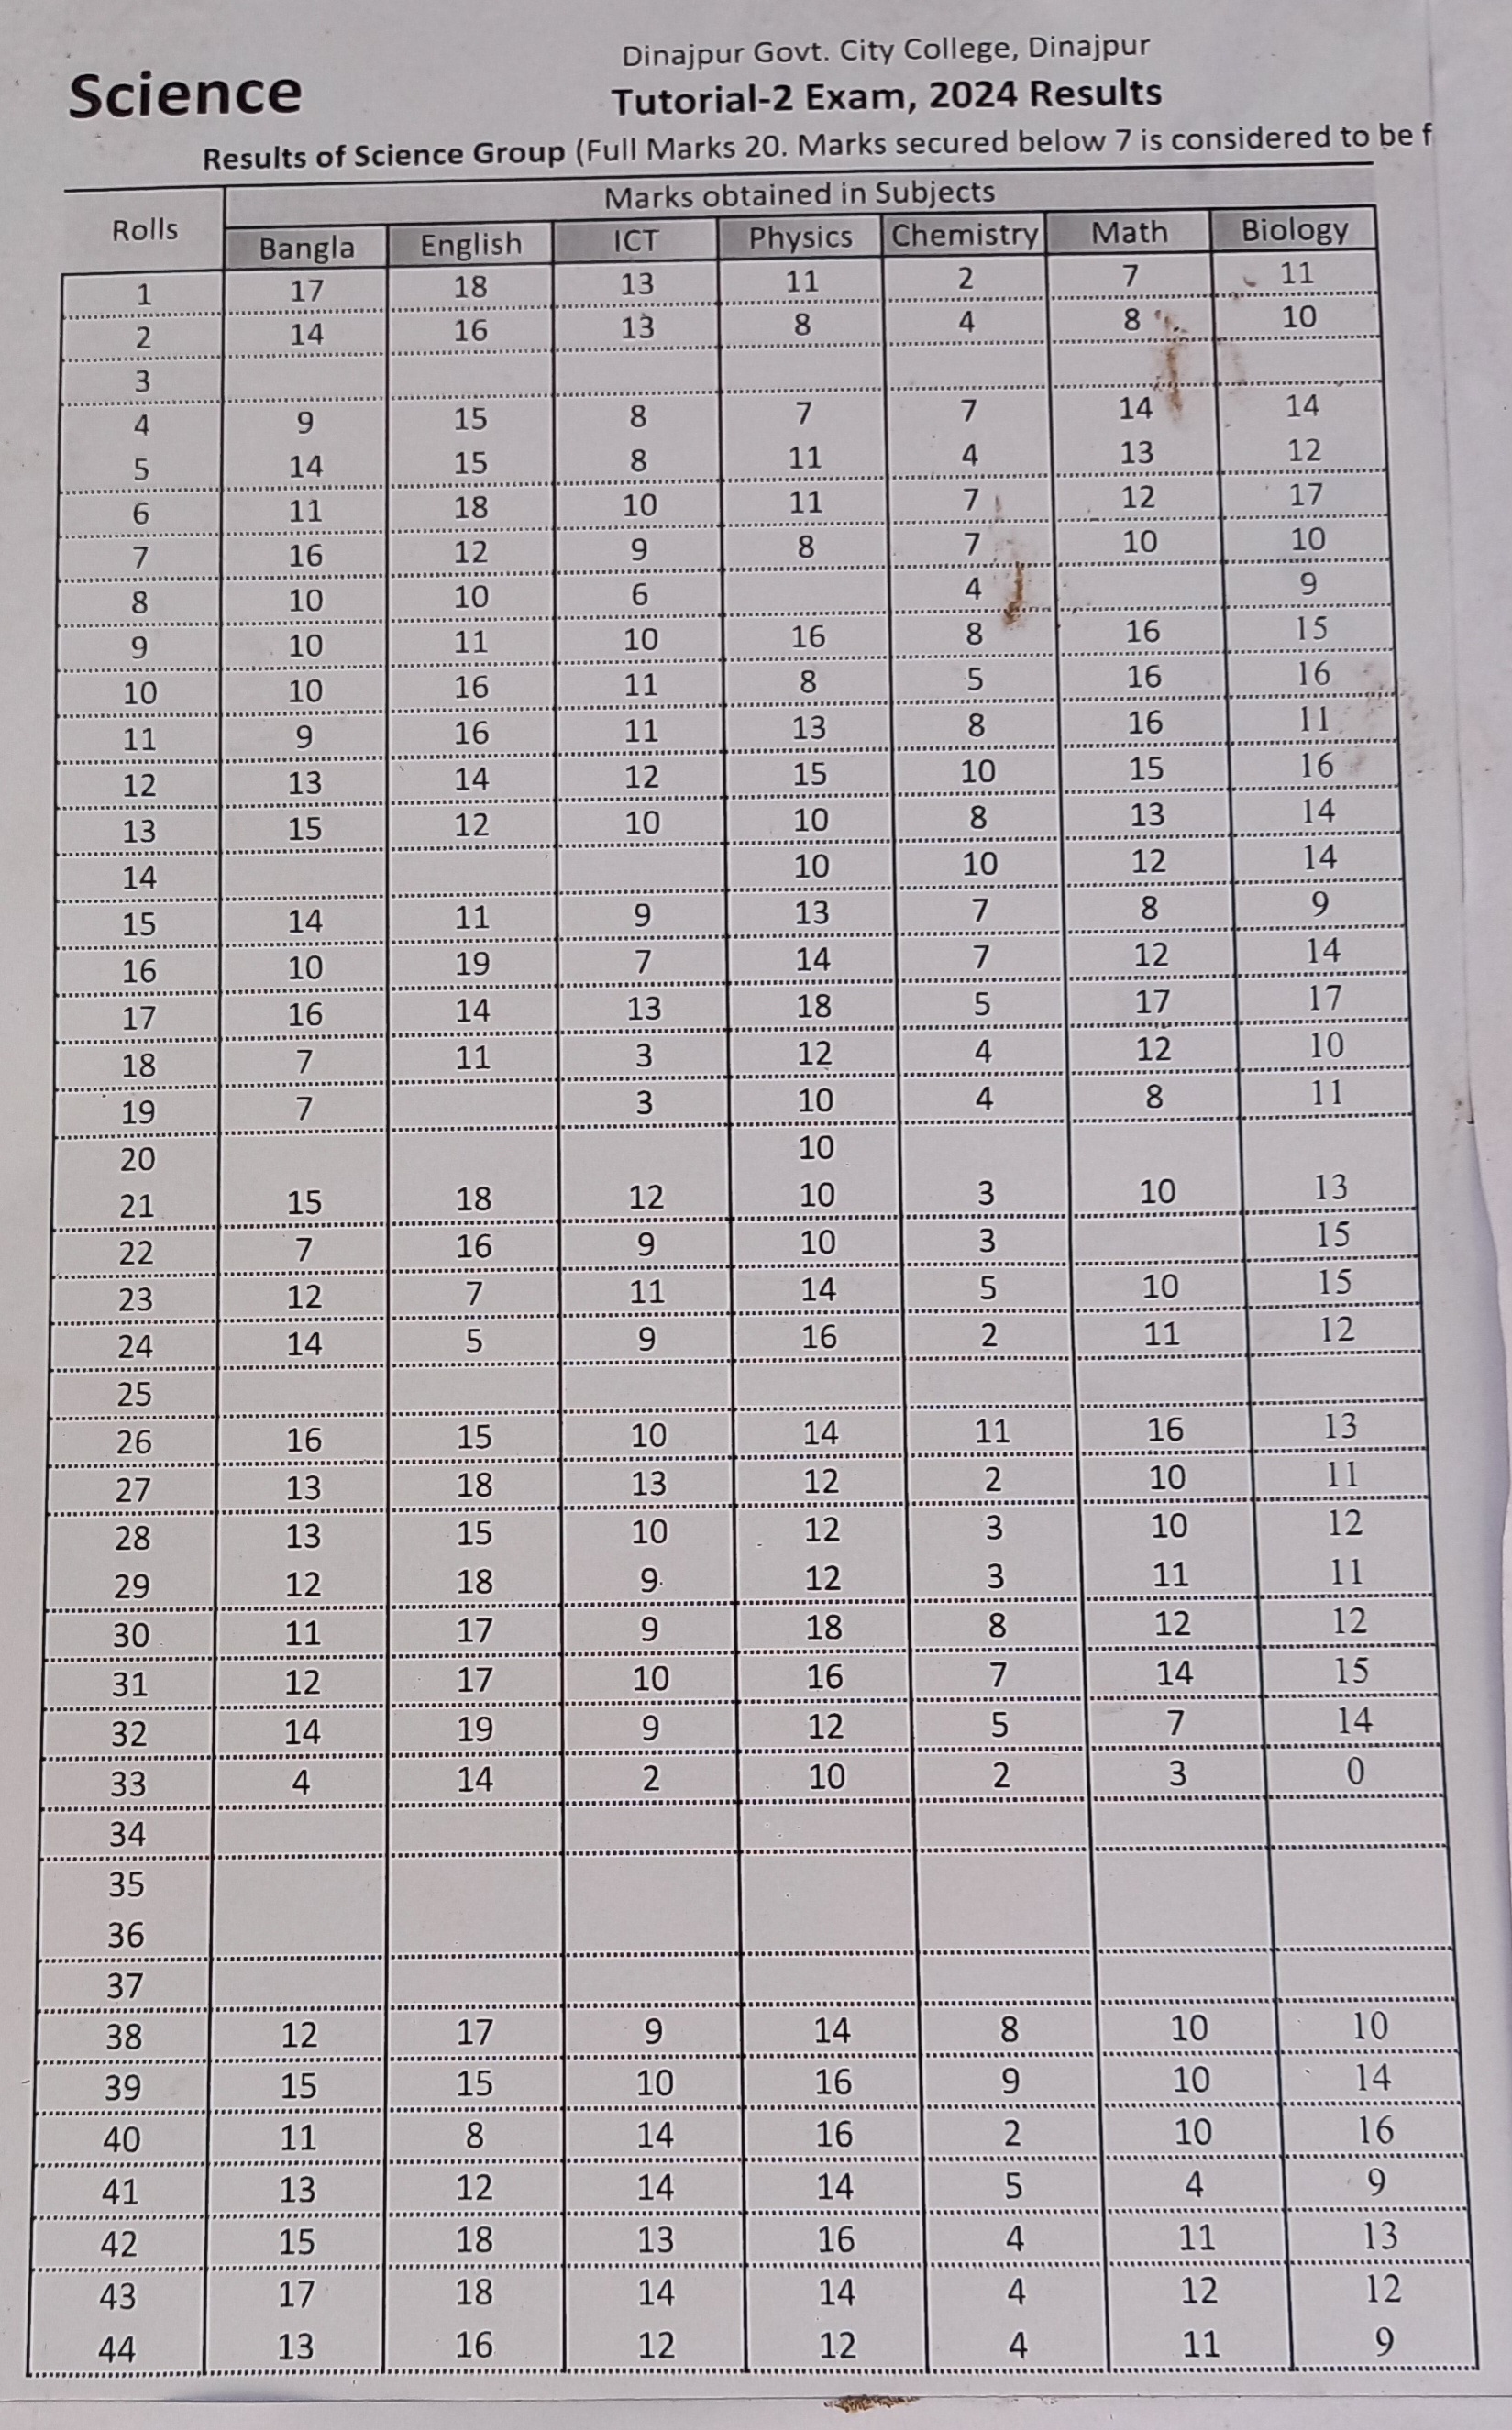 Dinajpur Govt. City College, Dinajpur
Science
Tutorial-2 Exam, 2024 Results
Results of Science Group (Full Marks 20. Marks secured below 7 is considered to be f
Rolls Marks obtained in Subjects
Bangla English ICT Physics Chemistry Math Biology
1 17 18 13 11 2 7 11
2 14 16 13 8 4 8 10
3
4 9 15 8 7 7 14 14
5 14 15 8 11 4 13 12
6 11 18 10 11 7 12 17
7 16 12 9 8 7 10 10
8 10 10 6 4 9
9 10 11 10 16 8 16 15
10 10 16 11 8 5 16 16
11 9 16 11 13 8 16 11
12 13 14 12 15 10 15 16
13 15 12 10 10 8 13 14
14 10 10 12 14
15 14 11 9 13 7 8 9
16 10 19 7 14 7 12 14
17 16 14 13 18 5 17 17
18 7 11 3 12 4 12 10
19 7 3 10 4 8 11
20 10
21 15 18 12 10 3 10 13
22 7 16 9 10 3 15
23 12 7 11 14 5 10 15
24 14 5 9 16 2 11 12
25
26 16 15 10 14 11 16 13
27 13 18 13 12 2 10 11
28 13 15 10 12 3 10 12
29 12 18 9 12 3 11 11
30 11 17 9 18 8 12 12
31 12 17 10 16 7 14 15
32 14 19 9 12 5 7 14
33 4 14 2 10 2 3 0
34
35
36
37
38 12 17 9 14 8 10 10
39 15 15 10 16 9 10 14
40 11 8 14 16 2 10 16
41 13 12 14 14 5 4 9
42 15 18 13 16 4 11 13
43 17 18 14 14 4 12 12
44 13 16 12 12 4 11 9